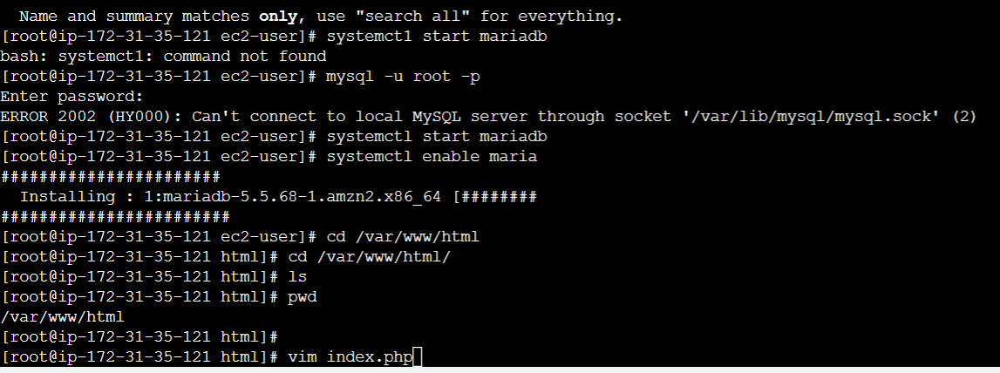 Name and summary matches only, use "search all" for everything.
[root@ip-172-31-35-121 ec2-user]# systemct1 start mariadb
bash: systemct1: command not found
[root@ip-172-31-35-121 ec2-user]# mysql -u root -p
Enter password:
ERROR 2002 (HY000): Can't connect to local MySQL server through socket '/var/lib/mysql/mysql.sock' (2)
[root@ip-172-31-35-121 ec2-user]# systemctl start mariadb
[root@ip-172-31-35-121 ec2-user]# systemctl enable maria
#######################
Installing : 1:mariadb-5.5.68-1.amzn2.x86_64 [########
########################
[root@ip-172-31-35-121 ec2-user]# cd /var/www/html
[root@ip-172-31-35-121 html]# cd /var/www/html/
[root@ip-172-31-35-121 html]# ls
[root@ip-172-31-35-121 html]# pwd
/var/www/html
[root@ip-172-31-35-121 html]#
[root@ip-172-31-35-121 html]# vim index.php